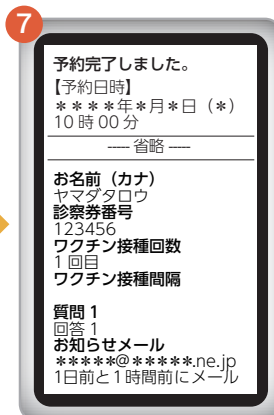 7
予約完了しました。
【予約日時】
＊＊＊＊年＊月＊日（＊）
10時00分
----- 省略 -----
お名前（カナ）
ヤマダタロウ
診察券番号
123456
ワクチン接種回数
1回目
ワクチン接種間隔
質問1
回答1
お知らせメール
*****@*****.ne.jp
1日前と1時間前にメール